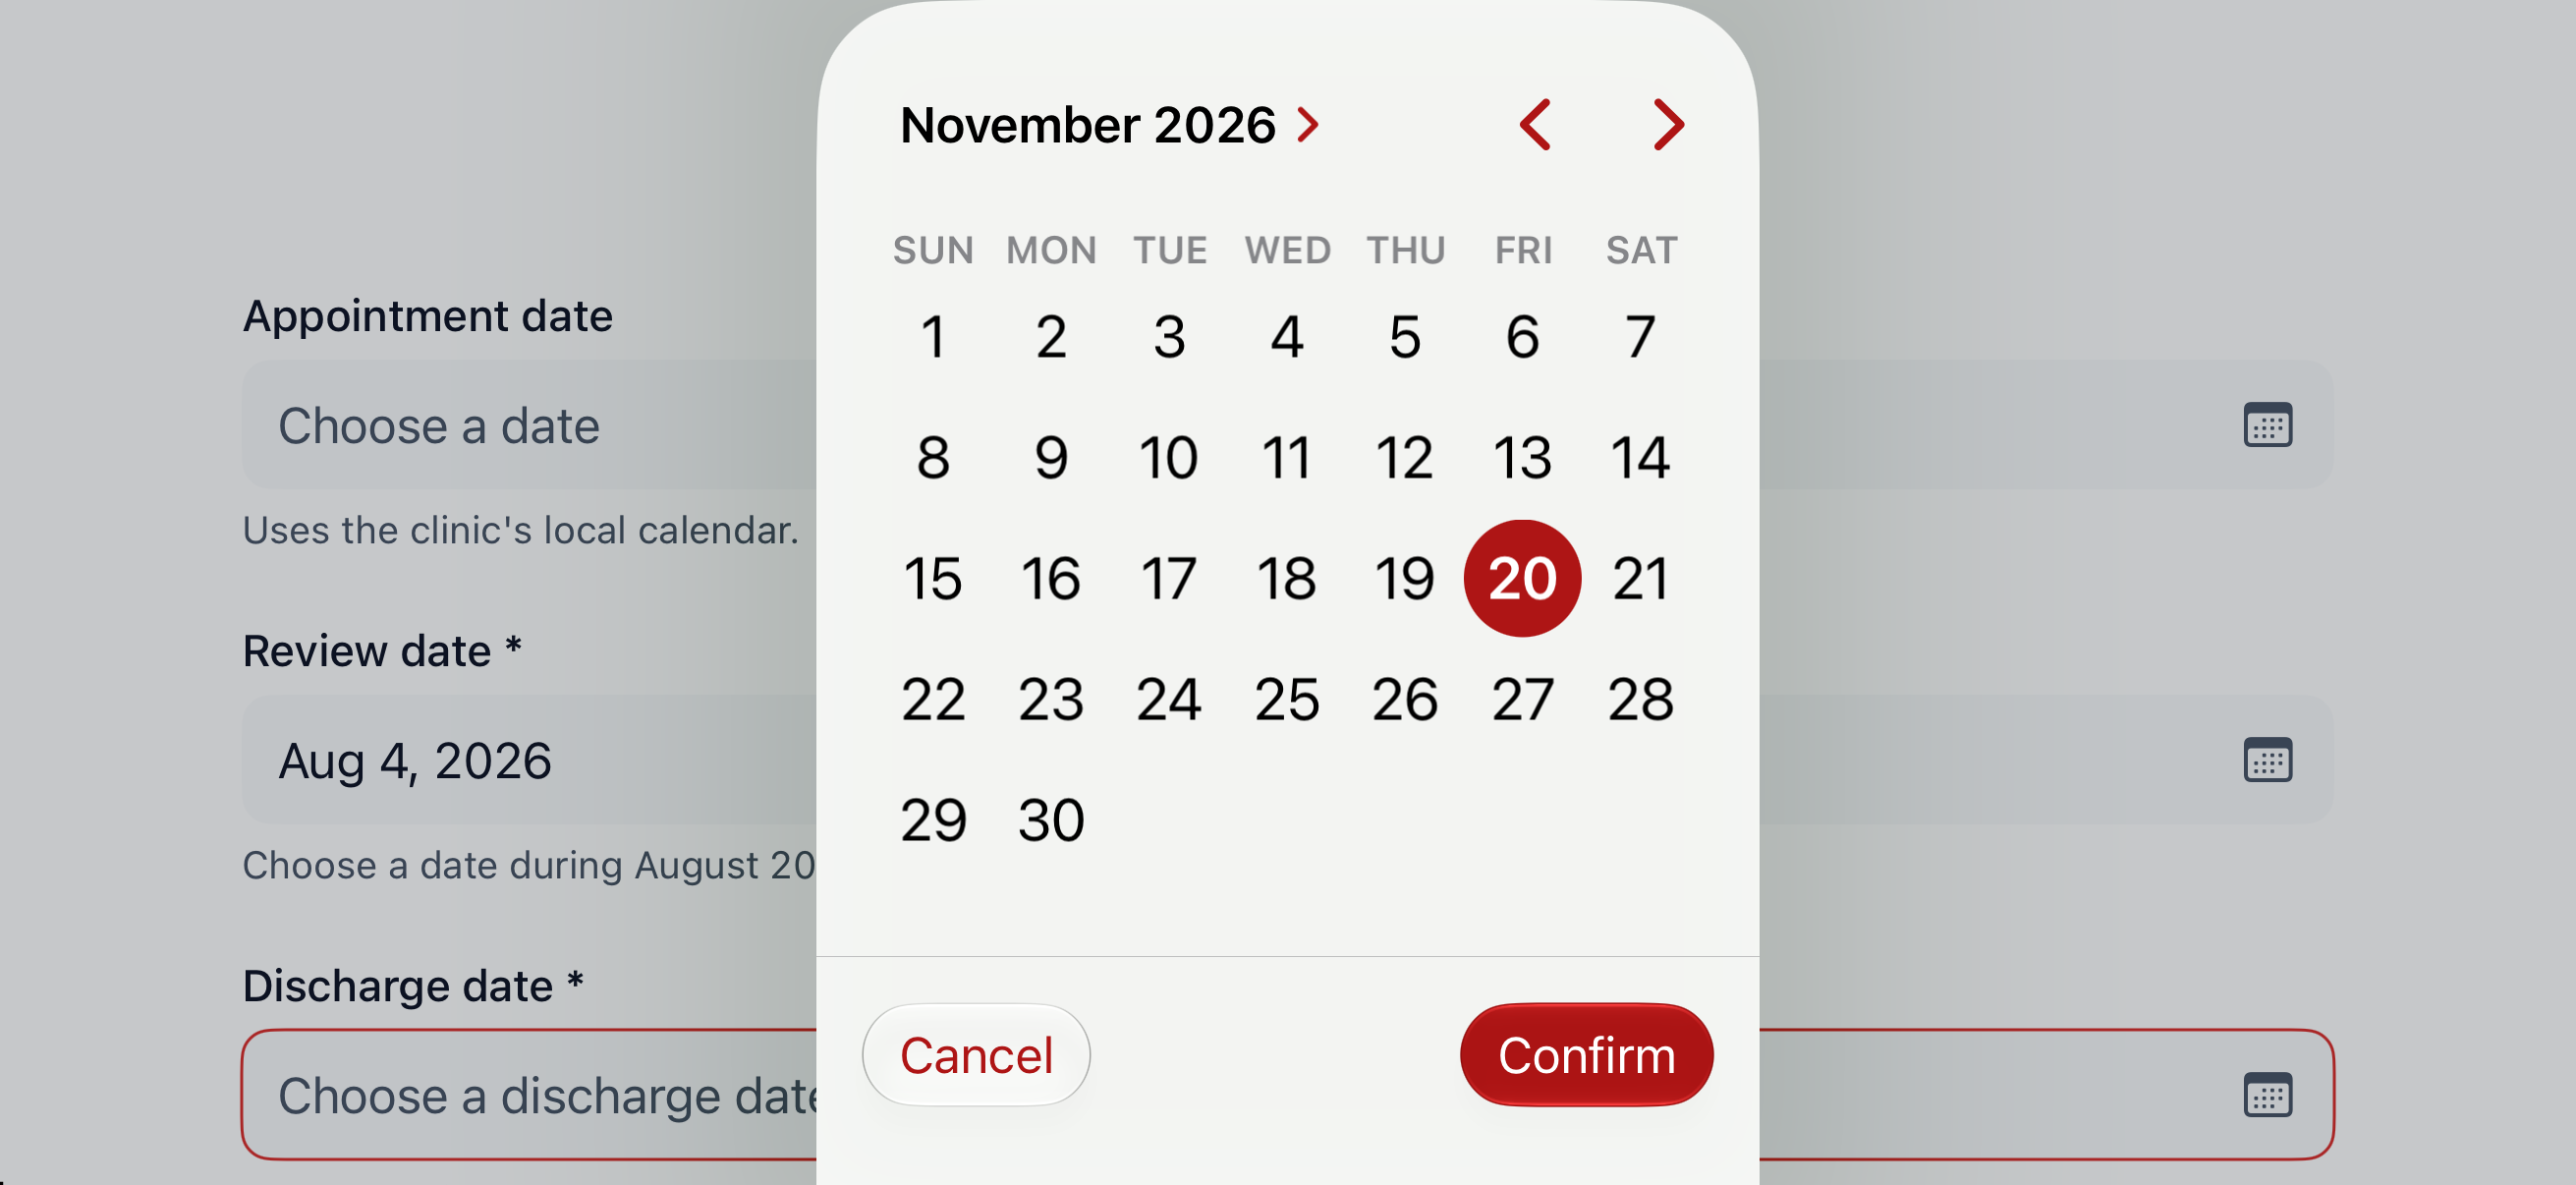 November 2026
SUN MON TUE WED THU FRI SAT
1 2 3 4 5 6 7
8 9 10 11 12 13 14
15 16 17 18 19 20 21
22 23 24 25 26 27 28
29 30
Cancel Confirm
Appointment date
Choose a date
Uses the clinic's local calendar.
Review date *
Aug 4, 2026
Choose a date during August
Discharge date *
Choose a discharge date